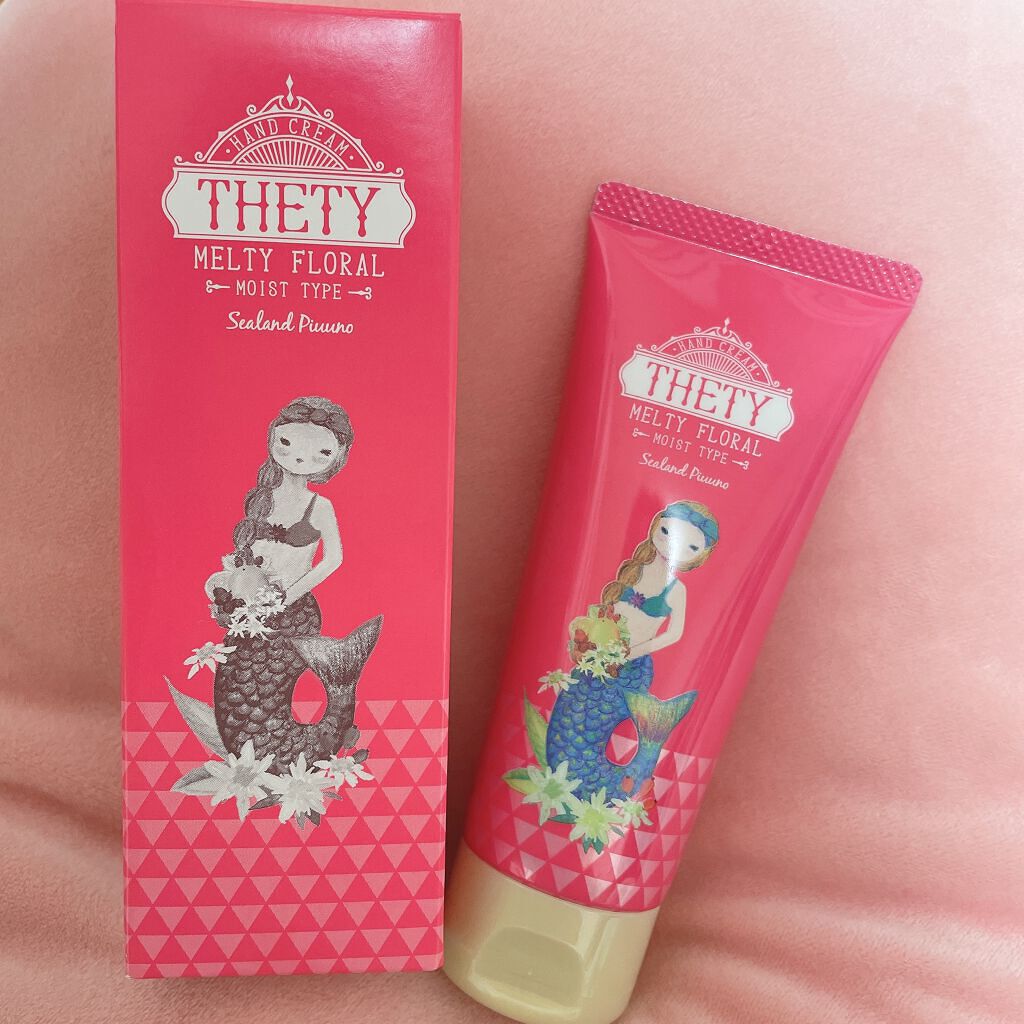 HAND CREAM
THETY
MELTY FLORAL
MOIST TYPE
Sealand Piuuno
HAND CREAM
THETY
MELTY FLORAL
MOIST TYPE
Sealand Piuuno